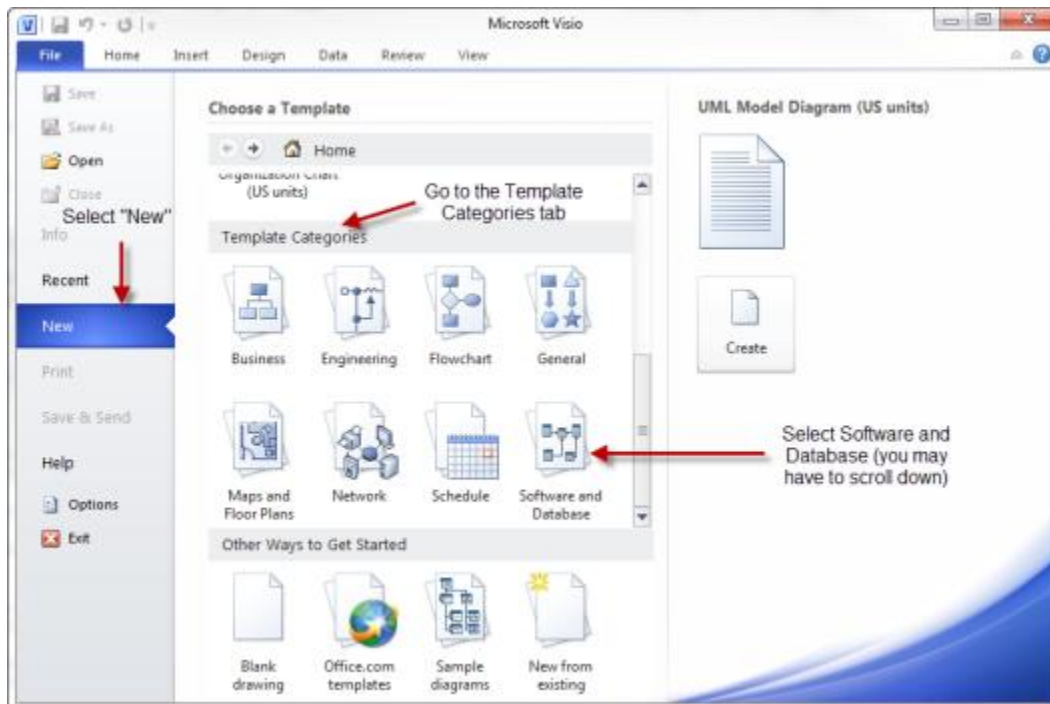 Microsoft Visio
File Home Insert Design Data Review View
Save
Save As
Open
Close
Select "New"
Info
Recent
New
Print
Save & Send
Help
Options
Exit
Choose a Template
Home
Organization Chart
(US units)
Go to the Template
Categories tab
Template Categories
Business Engineering Flowchart General
Maps and Network Schedule Software and
Floor Plans Database
Other Ways to Get Started
Blank Office.com Sample New from
drawing templates diagrams existing
UML Model Diagram (US units)
Create
Select Software and
Database (you may
have to scroll down)